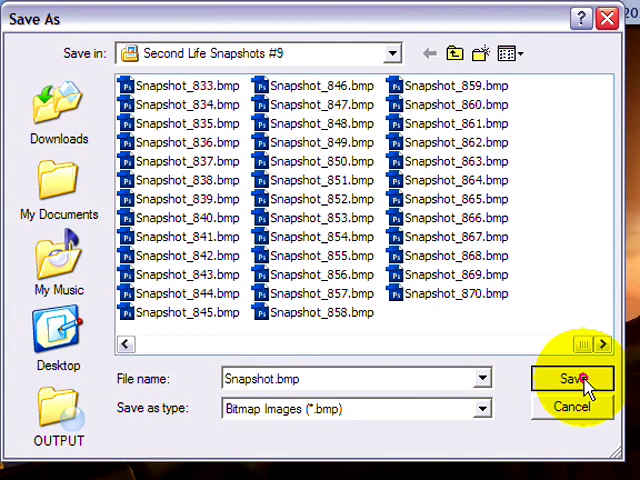 20
Save As
Save in:
Second Life Snapshots #9
Snapshot_833.bmp
Snapshot_834.bmp
Snapshot_835.bmp
Snapshot_836.bmp
Snapshot_837.bmp
Snapshot_838.bmp
Snapshot_839.bmp
Snapshot_840.bmp
Snapshot_841.bmp
Snapshot_842.bmp
Snapshot_843.bmp
Snapshot_844.bmp
Snapshot_845.bmp
Snapshot_846.bmp
Snapshot_847.bmp
Snapshot_848.bmp
Snapshot_849.bmp
Snapshot_850.bmp
Snapshot_851.bmp
Snapshot_852.bmp
Snapshot_853.bmp
Snapshot_854.bmp
Snapshot_855.bmp
Snapshot_856.bmp
Snapshot_857.bmp
Snapshot_858.bmp
Snapshot_859.bmp
Snapshot_860.bmp
Snapshot_861.bmp
Snapshot_862.bmp
Snapshot_863.bmp
Snapshot_864.bmp
Snapshot_865.bmp
Snapshot_866.bmp
Snapshot_867.bmp
Snapshot_868.bmp
Snapshot_869.bmp
Snapshot_870.bmp
Downloads
My Documents
My Music
Desktop
OUTPUT
File name:
Snapshot.bmp
Save
Save as type:
Bitmap Images (*.bmp)
Cancel